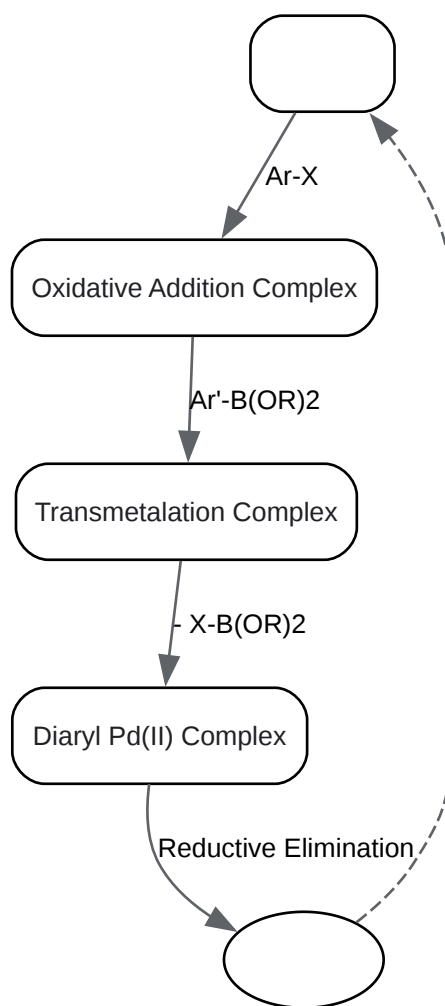 Ar-X
Oxidative Addition Complex
Ar'-B(OR)2
Transmetalation Complex
- X-B(OR)2
Diaryl Pd(II) Complex
Reductive Elimination